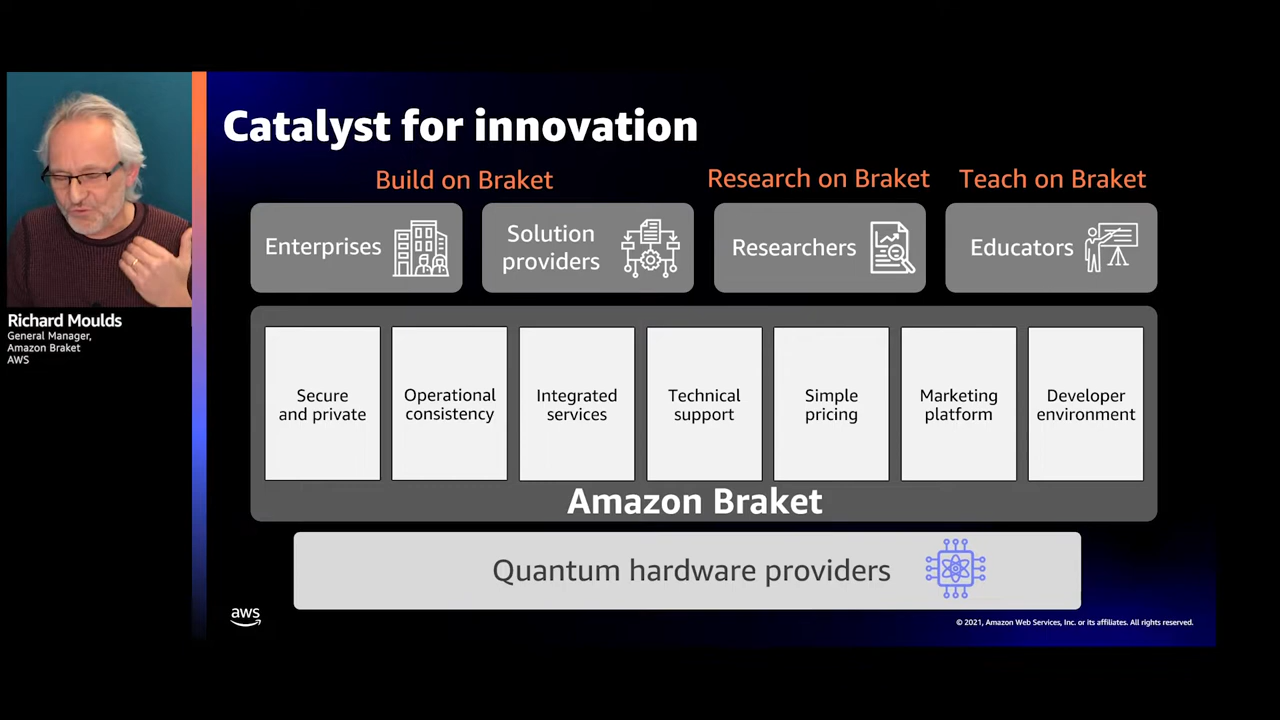 Catalyst for innovation
Build on Braket
Research on Braket
Teach on Braket
Enterprises
Solution
providers
Researchers
Educators
Richard Moulds
General Manager,
Amazon Braket
AWS
Secure
and private
Operational
consistency
Integrated
services
Technical
support
Simple
pricing
Marketing
platform
Developer
environment
Amazon Braket
Quantum hardware providers
aws
© 2021, Amazon Web Services, Inc. or its affiliates. All rights reserved.